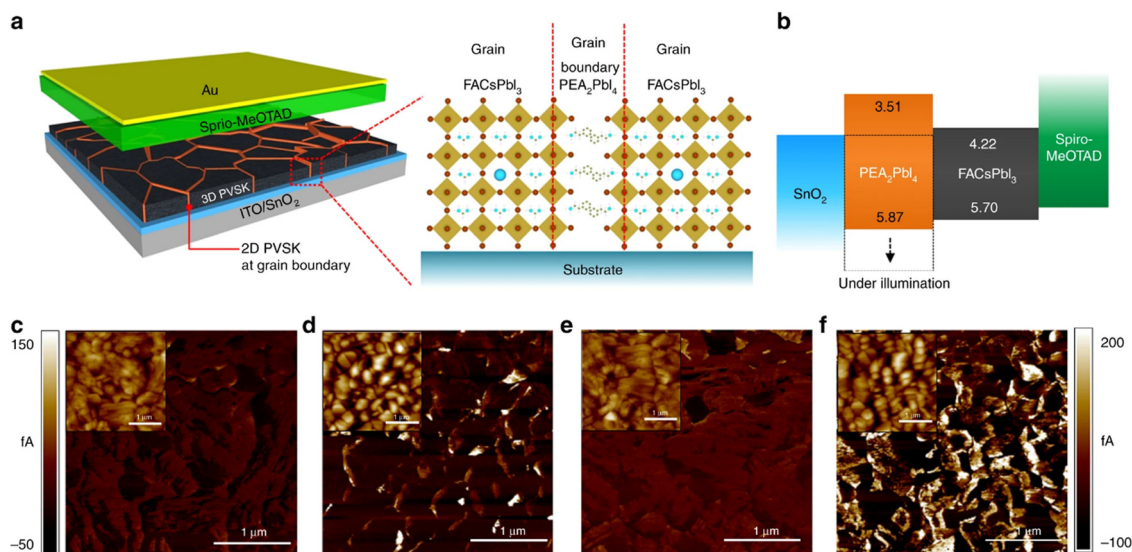 a
Au
Sprio-MeOTAD
3D PVSK
ITO/SnO₂
2D PVSK
at grain boundary
Grain
FACsPbI₃
Grain
boundary
PEA₂PbI₄
Grain
FACsPbI₃
Substrate
b
SnO₂
3.51
PEA₂PbI₄
5.87
4.22
FACsPbI₃
5.70
Spiro-
MeOTAD
Under illumination
c
150
fA
–50
1 μm
1 μm
d
1 μm
1 μm
e
1 μm
1 μm
f
1 μm
1 μm
200
fA
–100